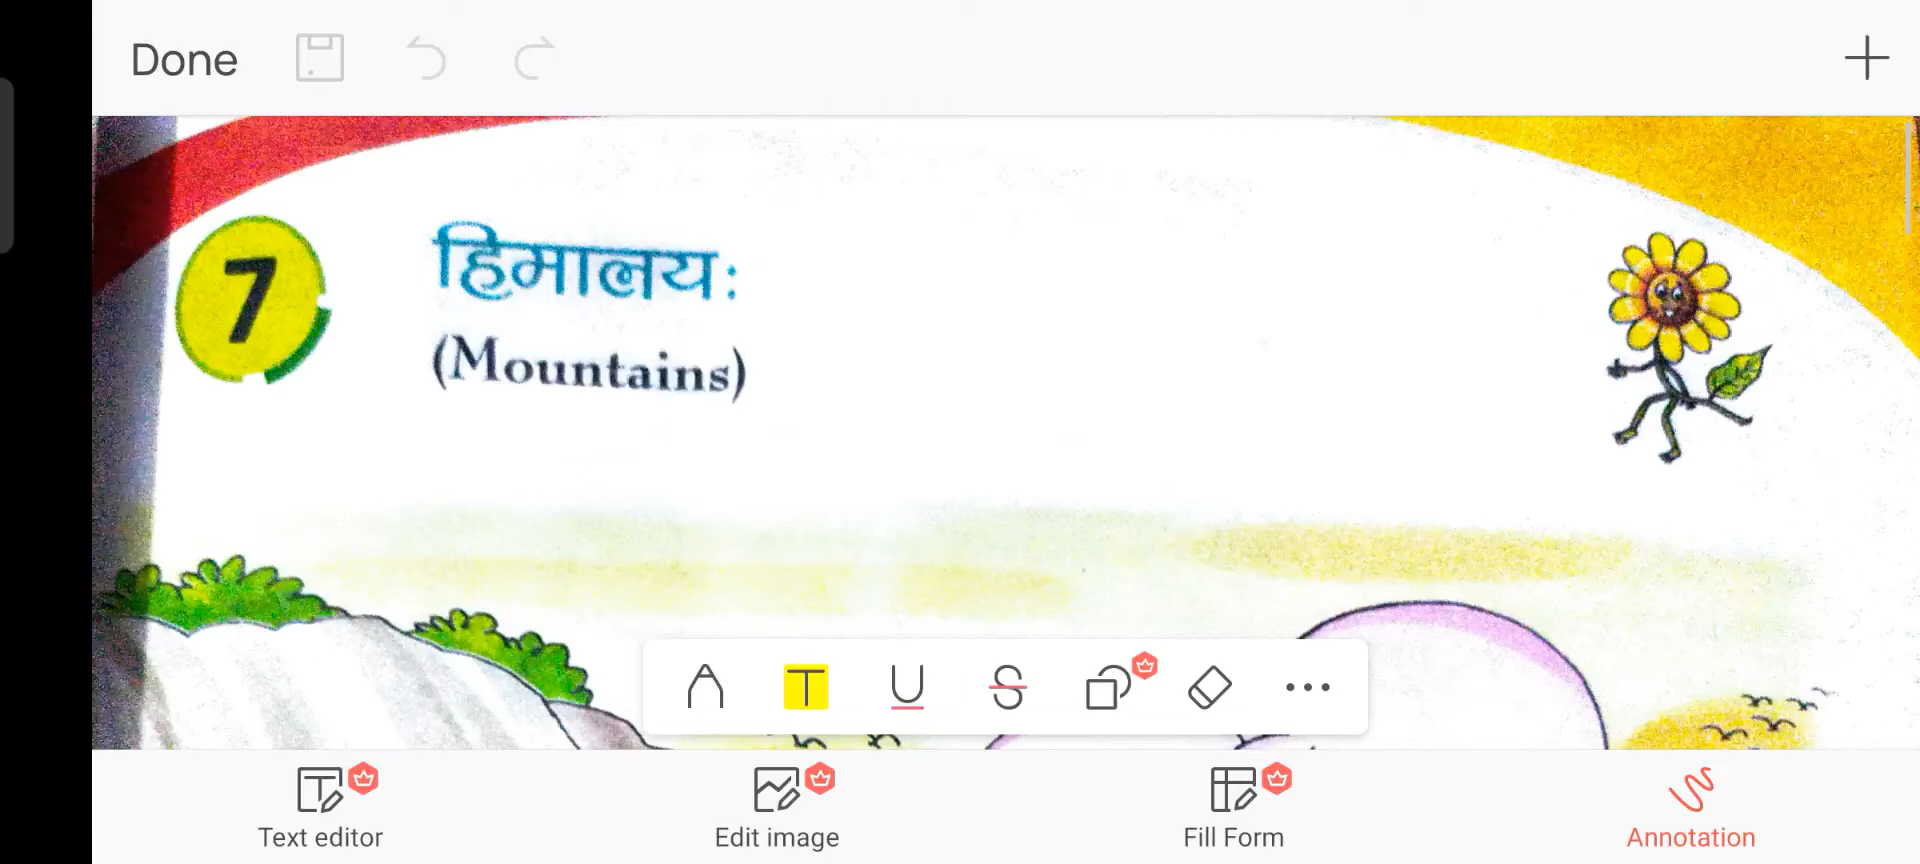 Done
7
हिमालय:
(Mountains)
A T U S
Text editor
Edit image
Fill Form
Annotation